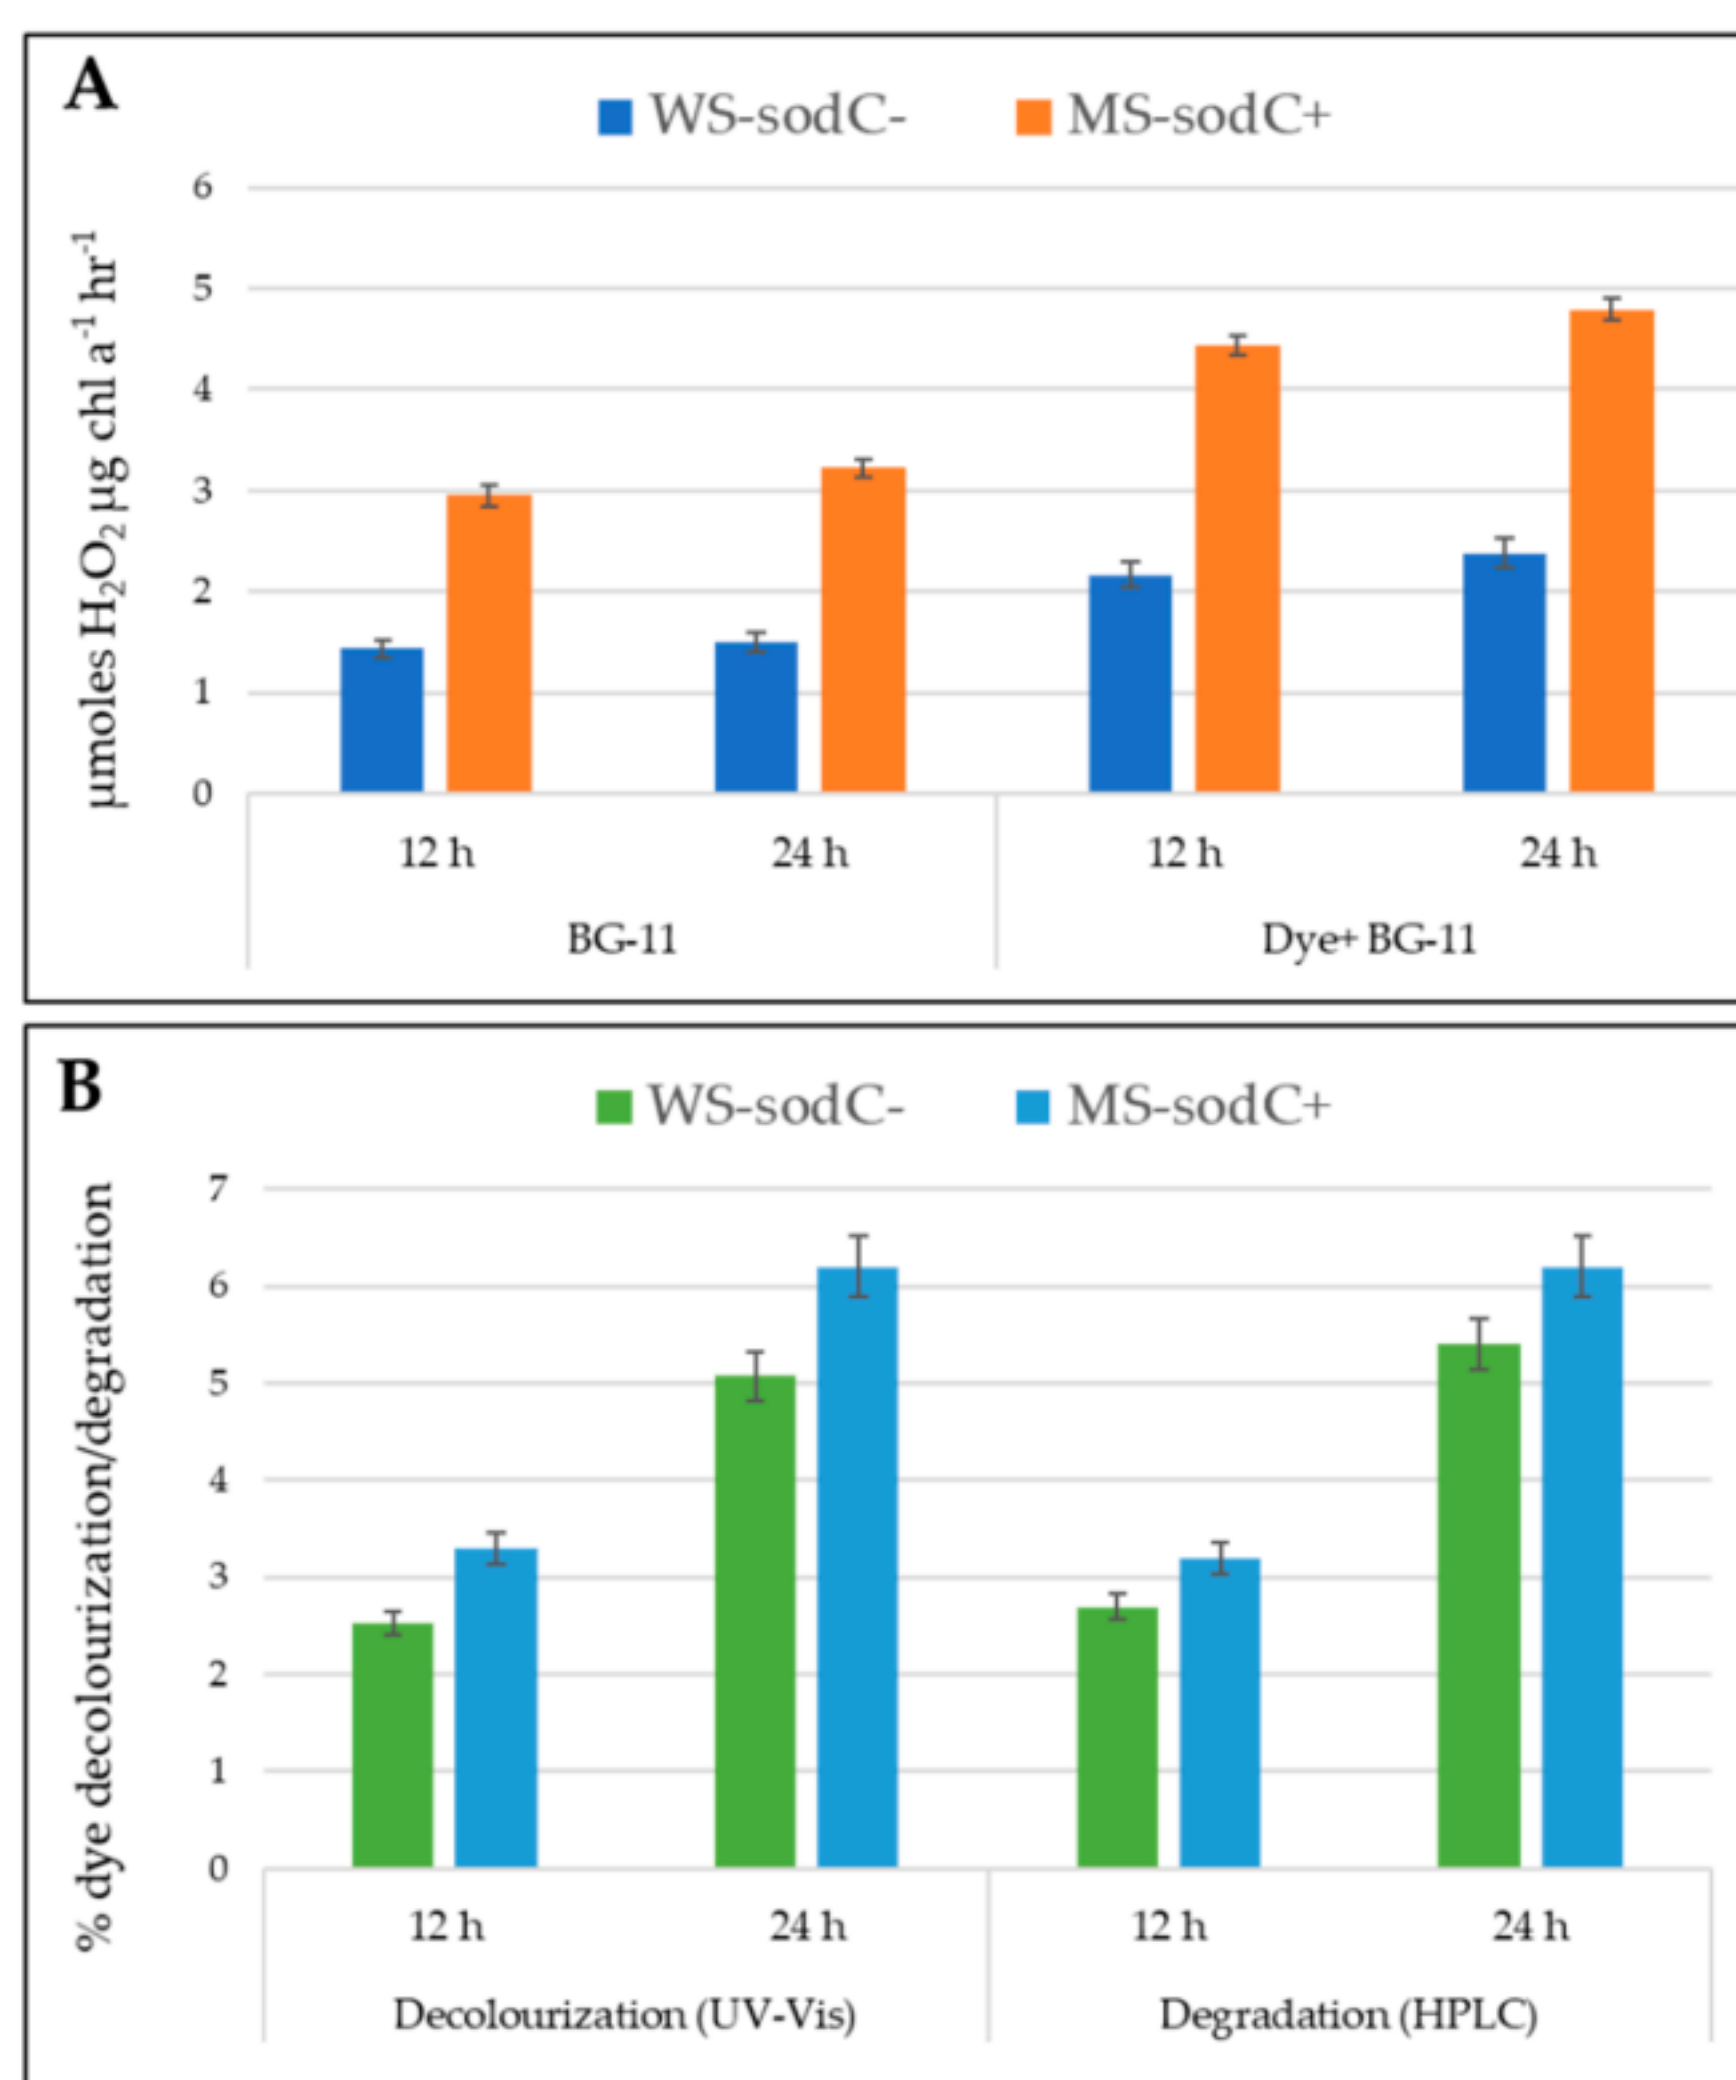 A
WS-sodC- MS-sodC+
µmoles H₂O₂ µg chl a⁻¹ hr⁻¹
6
5
4
3
2
1
0
12 h 24 h 12 h 24 h
BG-11 Dye+ BG-11
B
WS-sodC- MS-sodC+
% dye decolourization/degradation
7
6
5
4
3
2
1
0
12 h 24 h 12 h 24 h
Decolourization (UV-Vis) Degradation (HPLC)